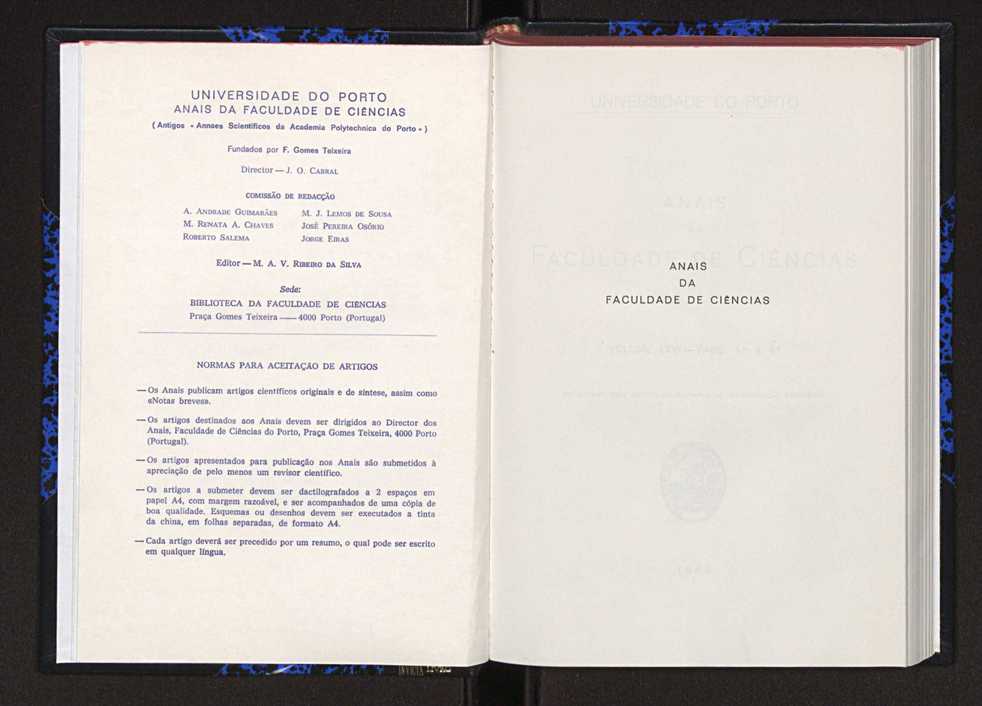 UNIVERSIDADE DO PORTO
ANAIS DA FACULDADE DE CIÊNCIAS
(Antigos «Annaes Scientificos da Academia Polytechnica do Porto»)
Fundados por F. Gomes Teixeira
Director — J. O. CABRAL
COMISSÃO DE REDACÇÃO
A. ANDRADE GUIMARÃES
M. RENATA A. CHAVES
ROBERTO SALEMA
M. J. LEMOS DE SOUSA
JOSÉ PEREIRA OSÓRIO
JORGE EIRAS
Editor — M. A. V. RIBEIRO DA SILVA
Sede:
BIBLIOTECA DA FACULDADE DE CIÊNCIAS
Praça Gomes Teixeira — 4000 Porto (Portugal)
NORMAS PARA ACEITAÇÃO DE ARTIGOS
— Os Anais publicam artigos científicos originais e de síntese, assim como
«Notas breves».
— Os artigos destinados aos Anais devem ser dirigidos ao Director dos
Anais, Faculdade de Ciências do Porto, Praça Gomes Teixeira, 4000 Porto
(Portugal).
— Os artigos apresentados para publicação nos Anais são submetidos à
apreciação de pelo menos um revisor científico.
— Os artigos a submeter devem ser dactilografados a 2 espaços em
papel A4, com margem razoável, e ser acompanhados de uma cópia de
boa qualidade. Esquemas ou desenhos devem ser executados a tinta
da china, em folhas separadas, de formato A4.
— Cada artigo deverá ser precedido por um resumo, o qual pode ser escrito
em qualquer língua.
UNIVERSIDADE DO PORTO
ANAIS
FACULDADE DE CIÊNCIAS
ANAIS
DA
FACULDADE DE CIÊNCIAS